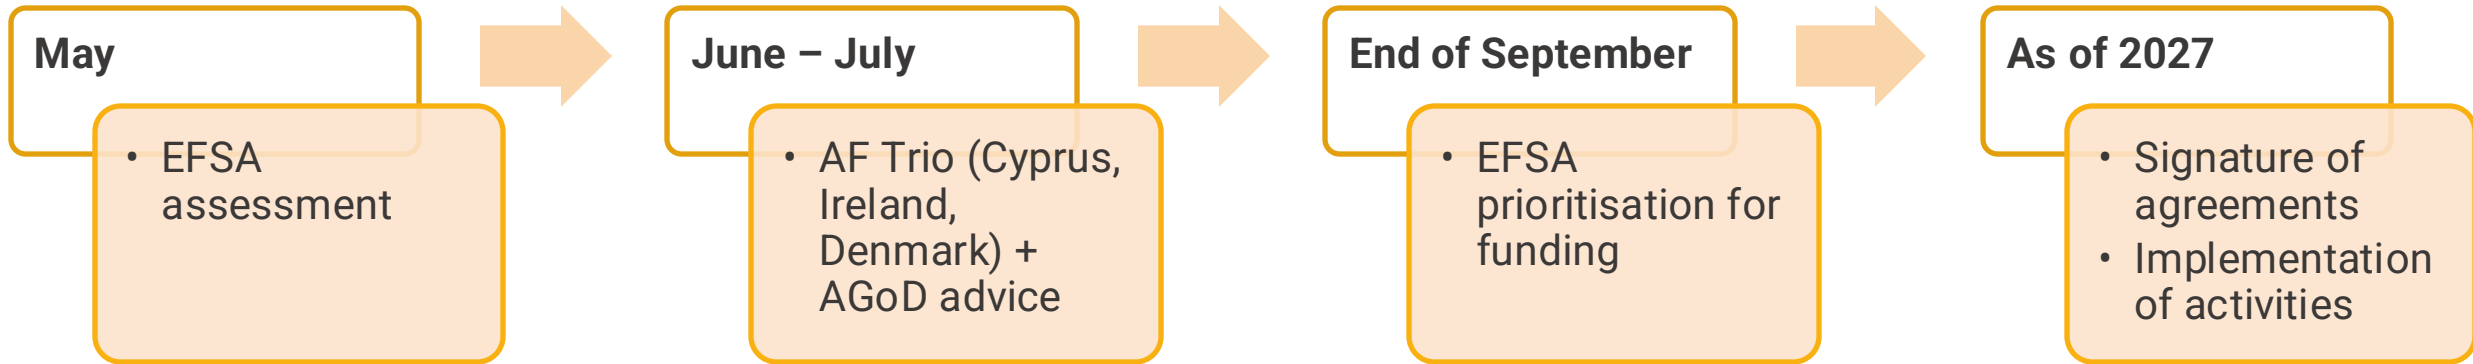 May
• EFSA
assessment
June – July
• AF Trio (Cyprus,
Ireland,
Denmark) +
AGoD advice
End of September
• EFSA
prioritisation for
funding
As of 2027
• Signature of
agreements
• Implementation
of activities